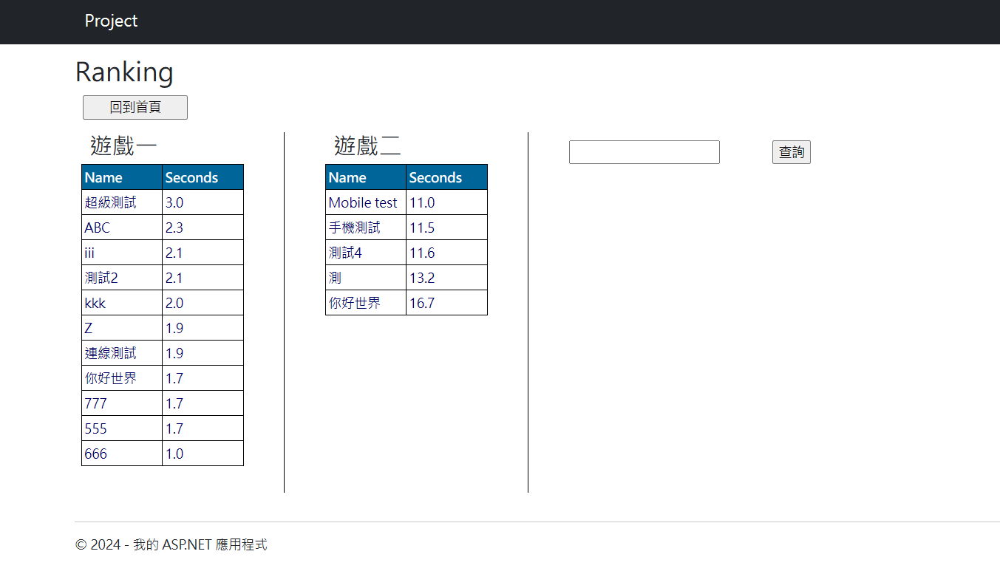 Project
Ranking
回到首頁
遊戲一
Name Seconds
超級測試 3.0
ABC 2.3
iii 2.1
測試2 2.1
kkk 2.0
Z 1.9
連線測試 1.9
你好世界 1.7
777 1.7
555 1.7
666 1.0
遊戲二
Name Seconds
Mobile test 11.0
手機測試 11.5
測試4 11.6
測 13.2
你好世界 16.7
查詢
© 2024 - 我的 ASP.NET 應用程式